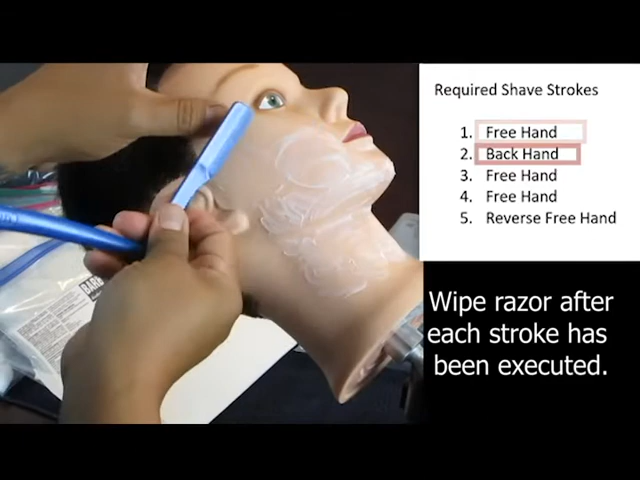 Required Shave Strokes
1. Free Hand
2. Back Hand
3. Free Hand
4. Free Hand
5. Reverse Free Hand
Wipe razor after
each stroke has
been executed.